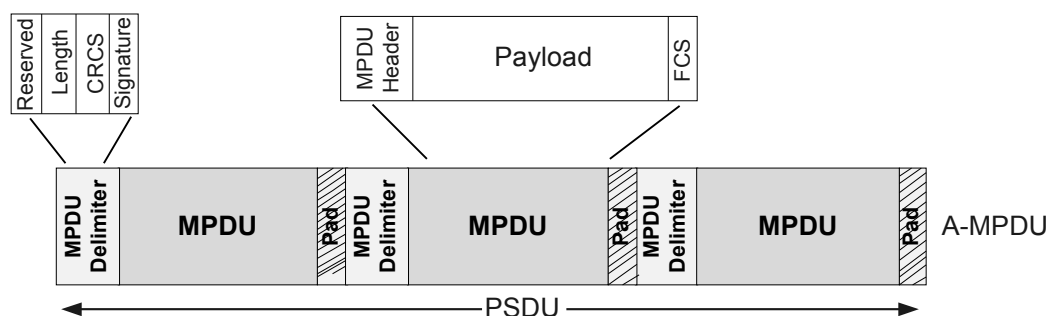 Reserved
Length
CRCS
Signature
MPDU
Header
Payload
FCS
MPDU
Delimiter
MPDU
Pad
MPDU
Delimiter
MPDU
Pad
MPDU
Delimiter
MPDU
Pad
A-MPDU
PSDU